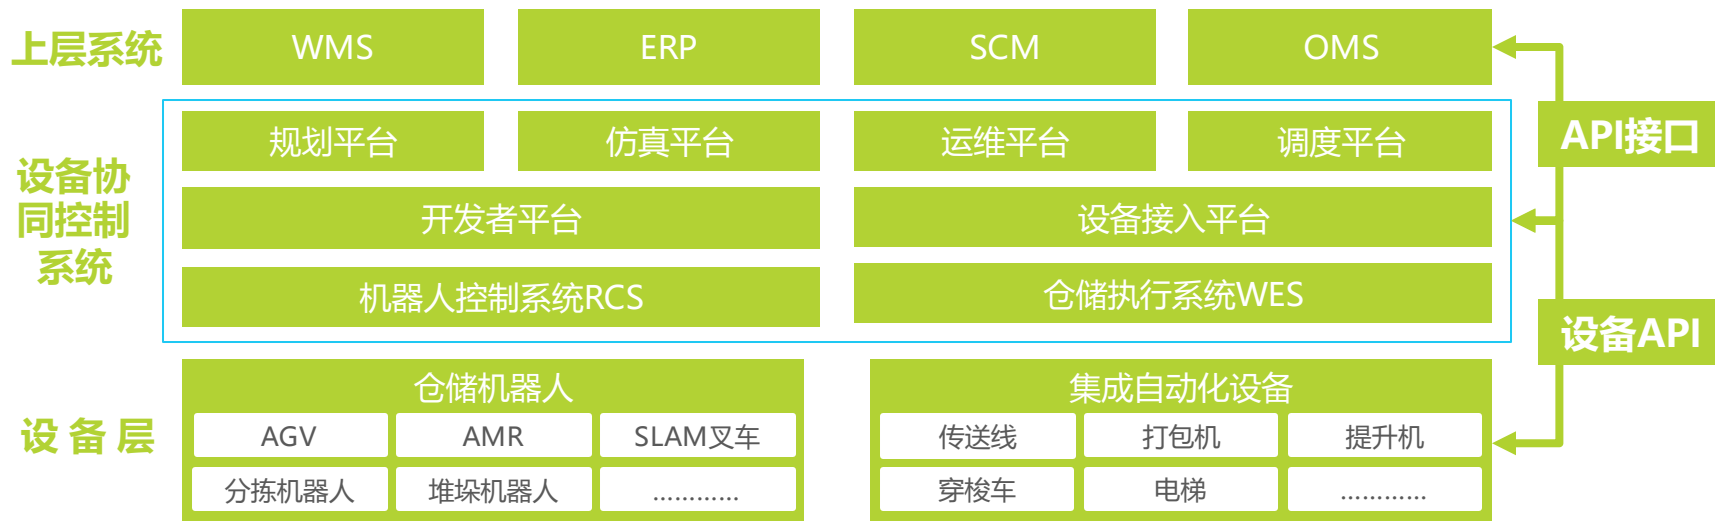 上层系统
WMS
ERP
SCM
OMS
API接口
设备协
同控制
系统
规划平台
仿真平台
运维平台
调度平台
开发者平台
设备接入平台
机器人控制系统RCS
仓储执行系统WES
设备API
设备层
仓储机器人
AGV
AMR
SLAM叉车
分拣机器人
堆垛机器人
…………
集成自动化设备
传送线
打包机
提升机
穿梭车
电梯
…………